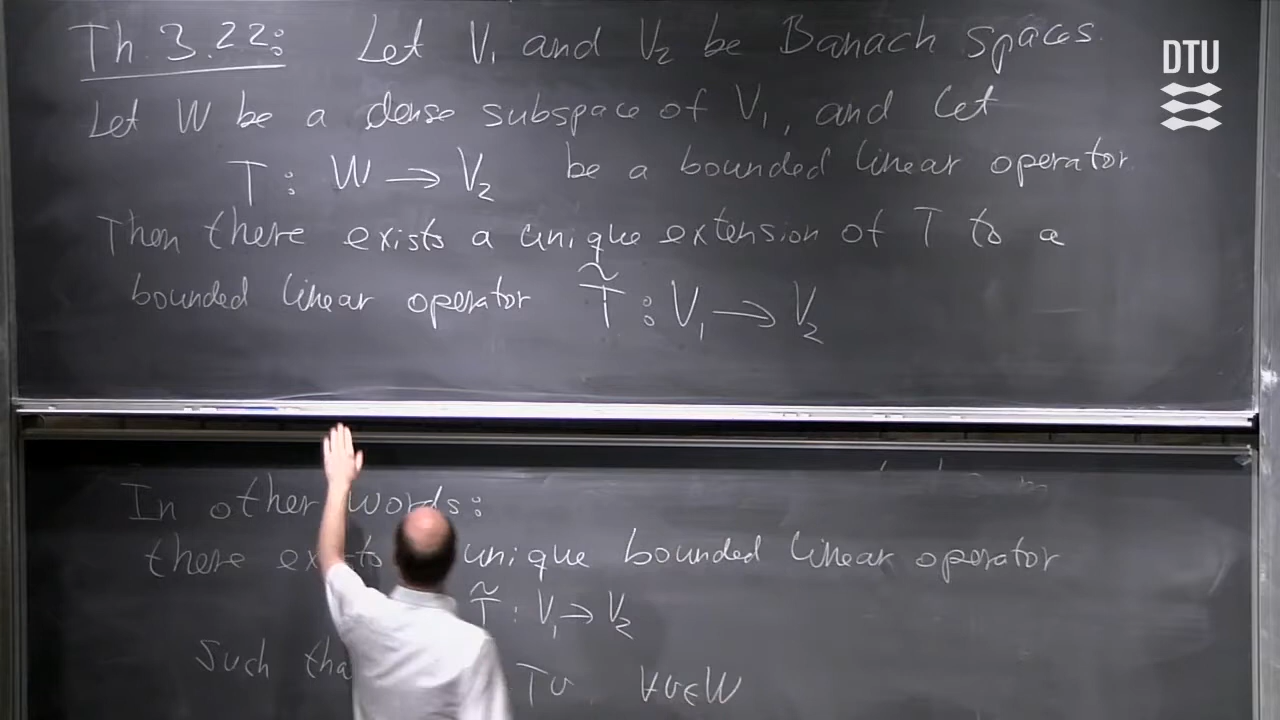 Th. 3.22: Let V₁ and V₂ be Banach spaces.
DTU
Let W be a dense subspace of V₁, and let
T : W → V₂ be a bounded linear operator.
Then there exists a unique extension of T to a
bounded linear operator T̃ : V₁ → V₂
In other words:
there unique bounded linear operator
T̃ : V₁ → V₂
Such Tv ∀v∈W